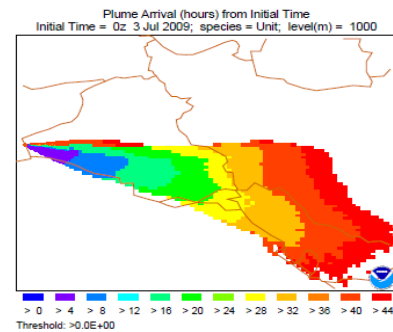 Plume Arrival (hours) from Initial Time
Initial Time = 0z 3 Jul 2009; species = Unit; level(m) = 1000
> 0 > 4 > 8 > 12 > 16 > 20 > 24 > 28 > 32 > 36 > 40 > 44
Threshold: >0.0E+00